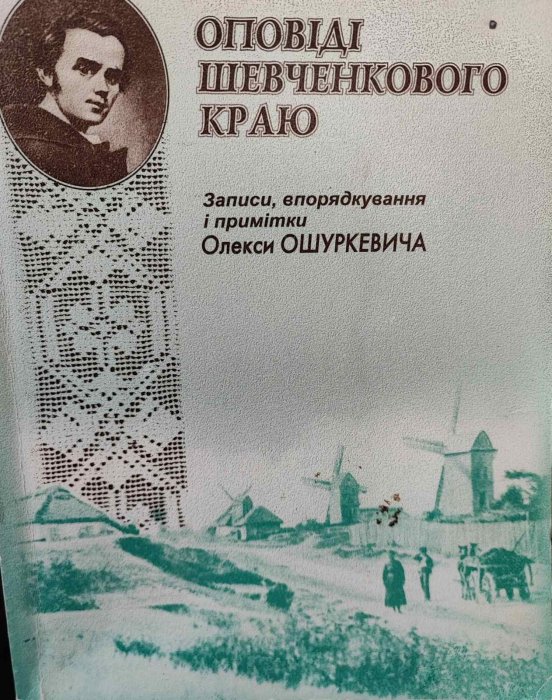 ОПОВІДІ
ШЕВЧЕНКОВОГО
КРАЮ
Записи, впорядкування
і примітки
Олекси ОШУРКЕВИЧА